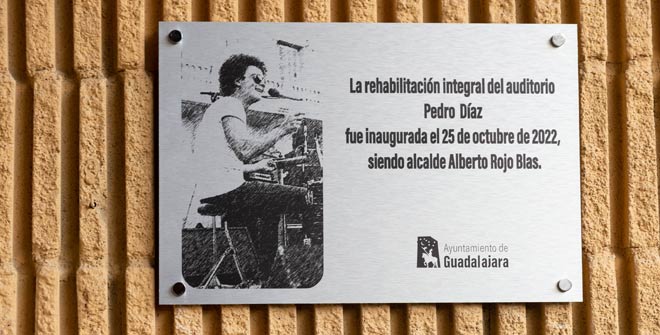 La rehabilitación integral del auditorio
Pedro Díaz
fue inaugurada el 25 de octubre de 2022,
siendo alcalde Alberto Rojo Blas.
Ayuntamiento de
Guadalajara